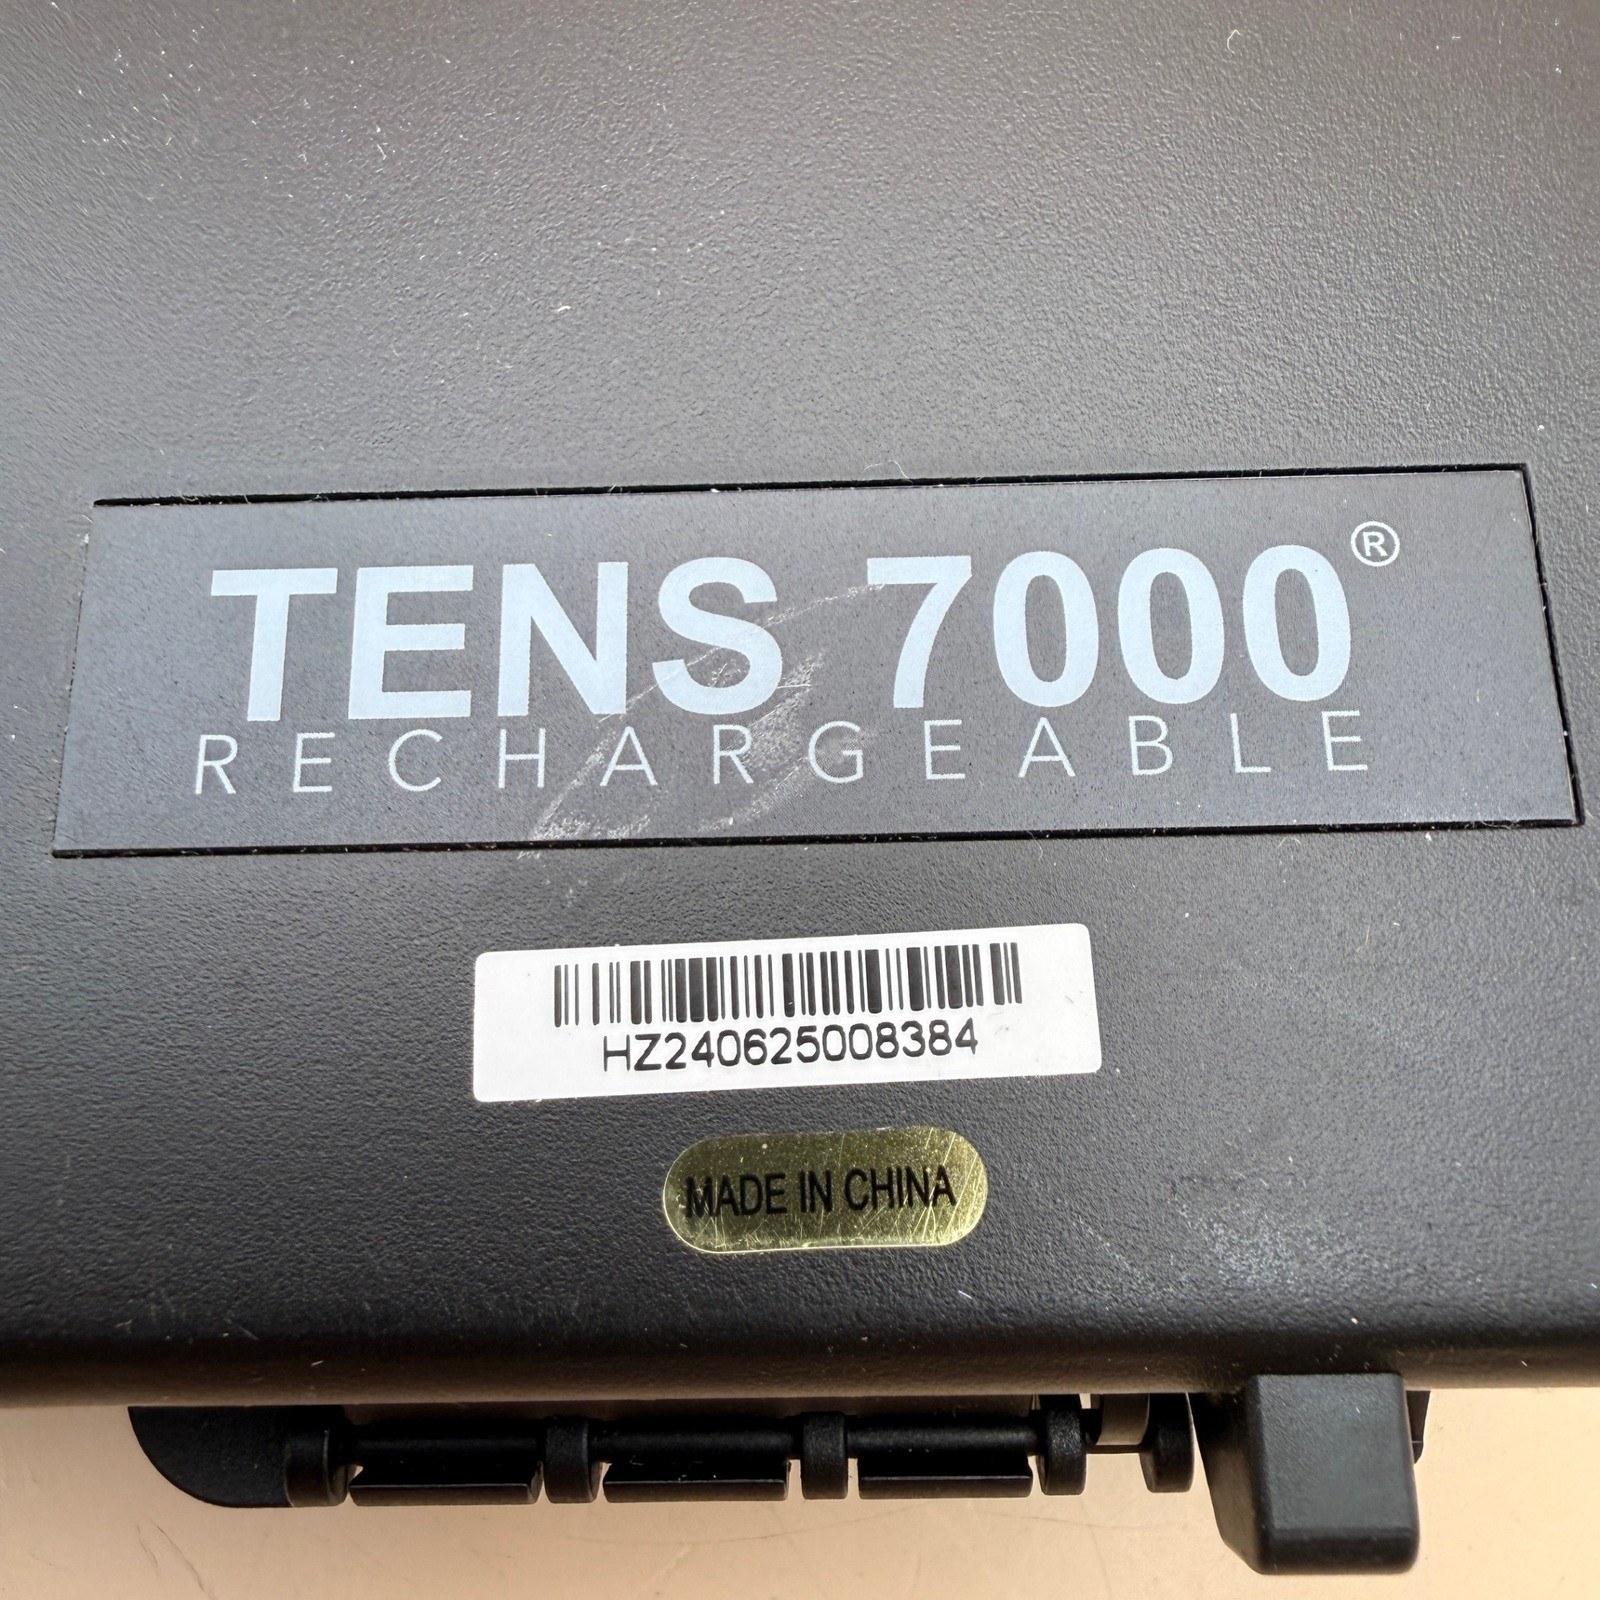 TENS 7000®
RECHARGEABLE
HZ240625008384
MADE IN CHINA